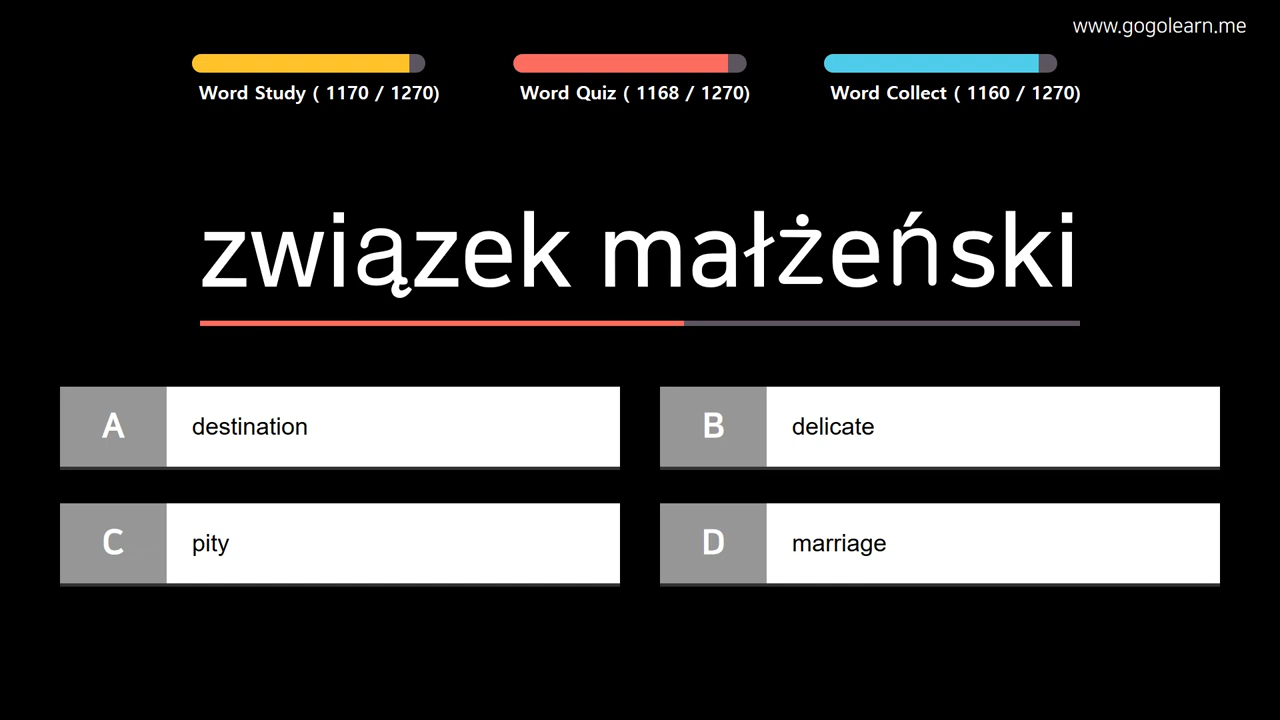 www.gogolearn.me
Word Study ( 1170 / 1270)
Word Quiz ( 1168 / 1270)
Word Collect ( 1160 / 1270)
związek małżeński
A destination
B delicate
C pity
D marriage